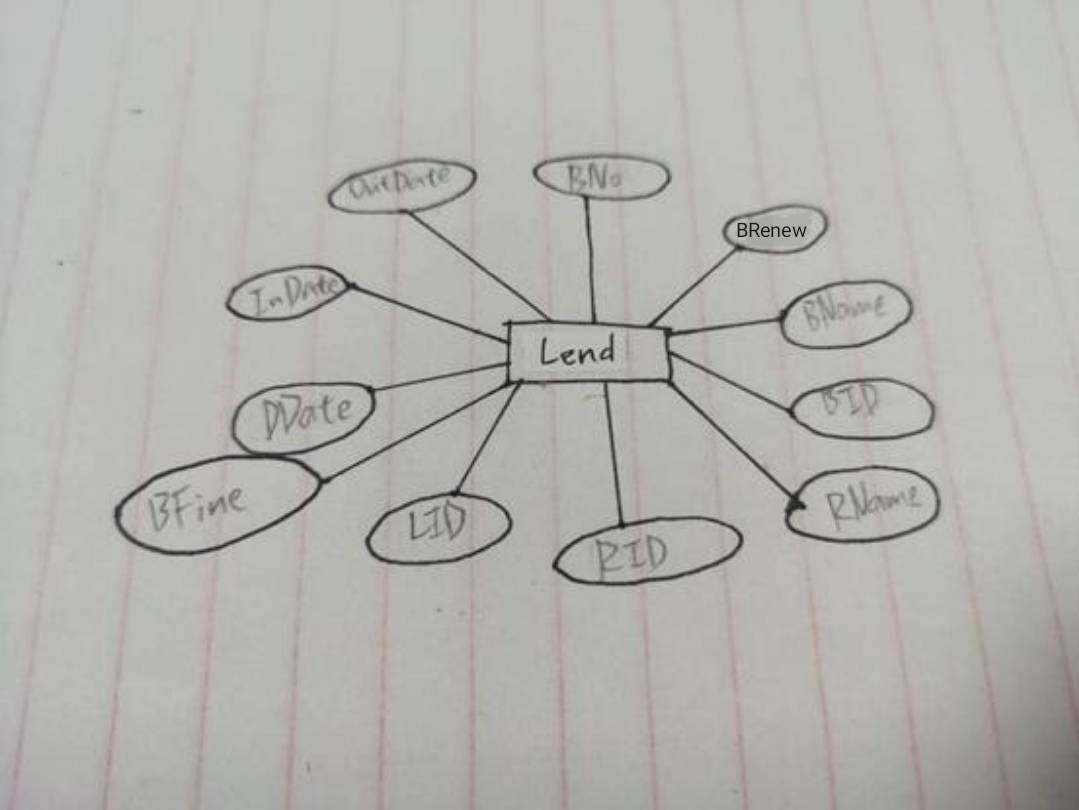 OutDate
BNo
BRenew
InDate
BName
Lend
DDate
BID
BFine
LID
RID
RName